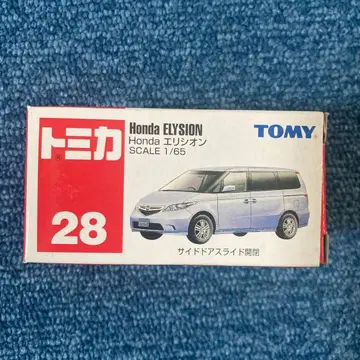 トミカ
28
Honda ELYSION
Honda エリシオン
SCALE 1/65
TOMY
サイドドアスライド開閉